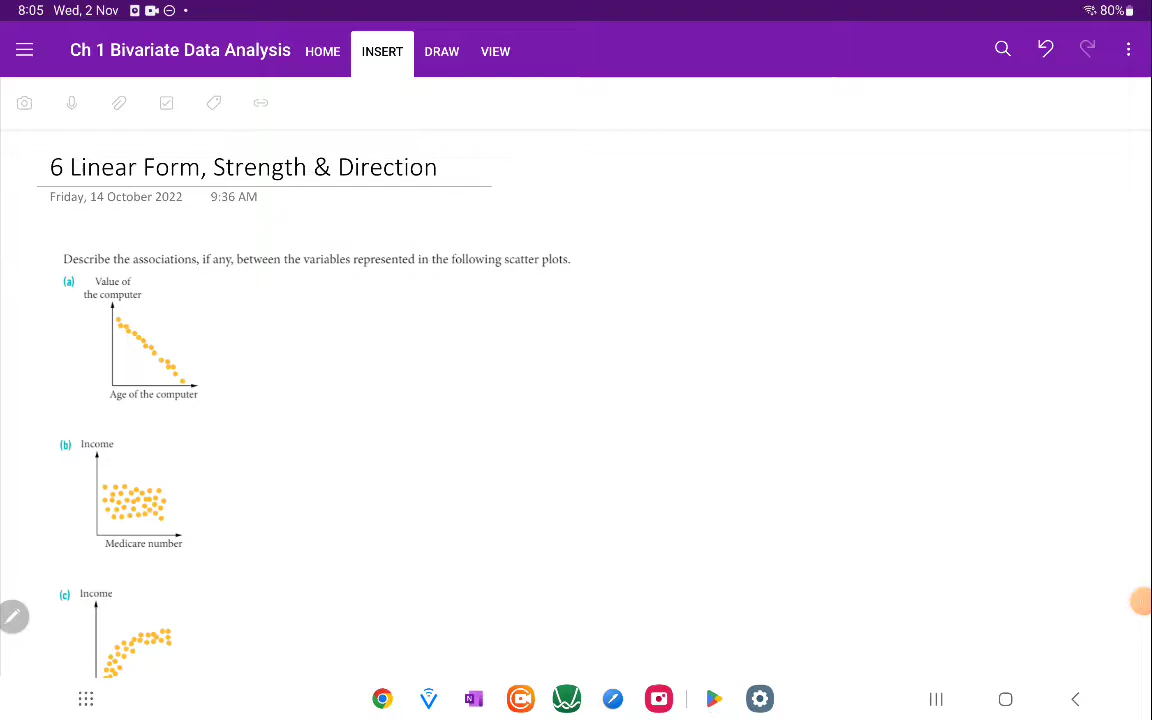 8:05 Wed, 2 Nov
80%
Ch 1 Bivariate Data Analysis HOME INSERT DRAW VIEW
6 Linear Form, Strength & Direction
Friday, 14 October 2022 9:36 AM
Describe the associations, if any, between the variables represented in the following scatter plots.
(a) Value of
the computer
Age of the computer
(b) Income
Medicare number
(c) Income